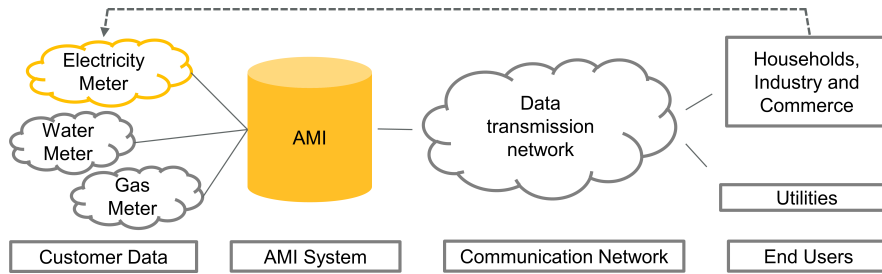 Electricity
Meter
Water
Meter
Gas
Meter
AMI
Data
transmission
network
Households,
Industry and
Commerce
Utilities
Customer Data
AMI System
Communication Network
End Users